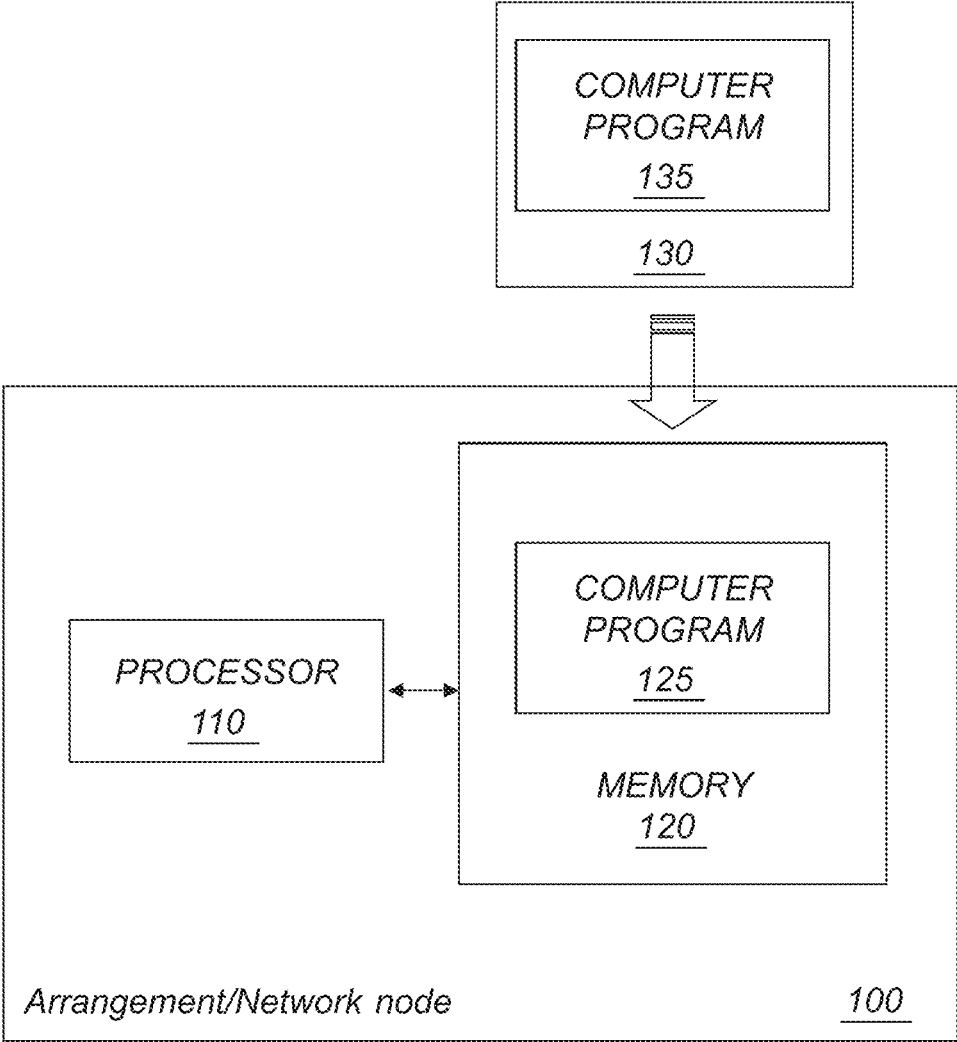 COMPUTER
PROGRAM
135
130
COMPUTER
PROGRAM
125
PROCESSOR
110
MEMORY
120
Arrangement/Network node
100